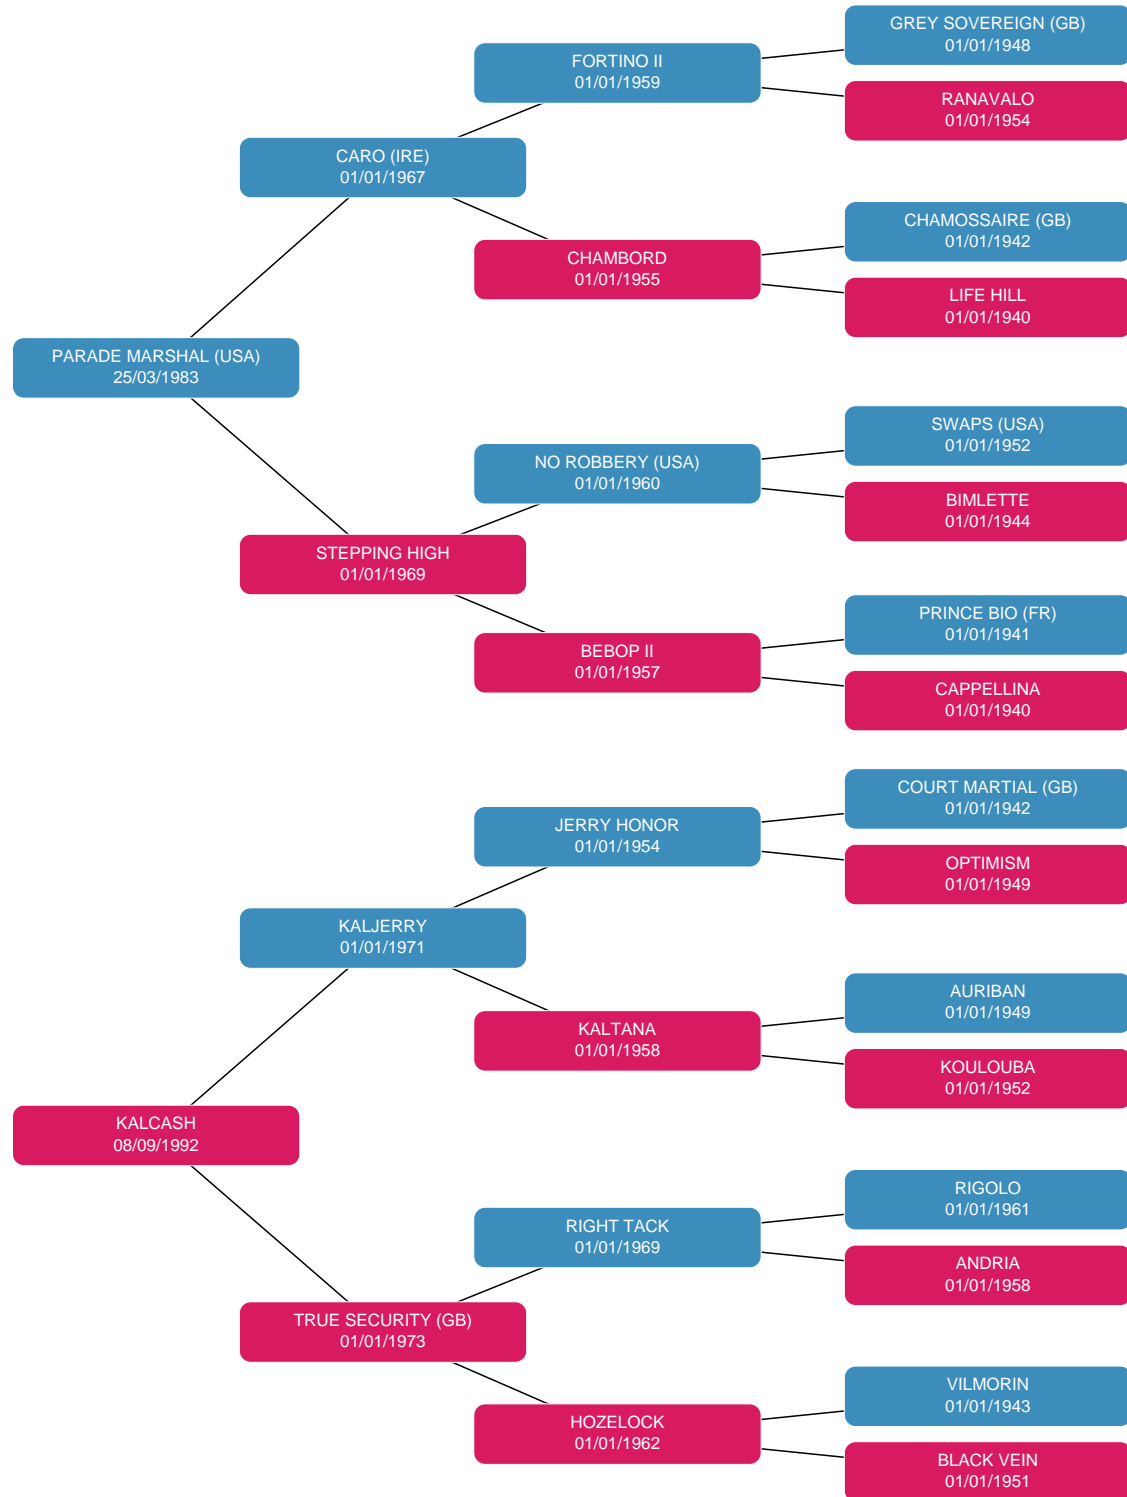 GREY SOVEREIGN (GB)
01/01/1948
FORTINO II
01/01/1959
RANAVALO
01/01/1954
CARO (IRE)
01/01/1967
CHAMOSSAIRE (GB)
01/01/1942
CHAMBORD
01/01/1955
LIFE HILL
01/01/1940
PARADE MARSHAL (USA)
25/03/1983
SWAPS (USA)
01/01/1952
NO ROBBERY (USA)
01/01/1960
BIMLETTE
01/01/1944
STEPPING HIGH
01/01/1969
PRINCE BIO (FR)
01/01/1941
BEBOP II
01/01/1957
CAPPELLINA
01/01/1940
COURT MARTIAL (GB)
01/01/1942
JERRY HONOR
01/01/1954
OPTIMISM
01/01/1949
KALJERRY
01/01/1971
AURIBAN
01/01/1949
KALTANA
01/01/1958
KOULOUBA
01/01/1952
KALCASH
08/09/1992
RIGOLO
01/01/1961
RIGHT TACK
01/01/1969
ANDRIA
01/01/1958
TRUE SECURITY (GB)
01/01/1973
VILMORIN
01/01/1943
HOZELOCK
01/01/1962
BLACK VEIN
01/01/1951